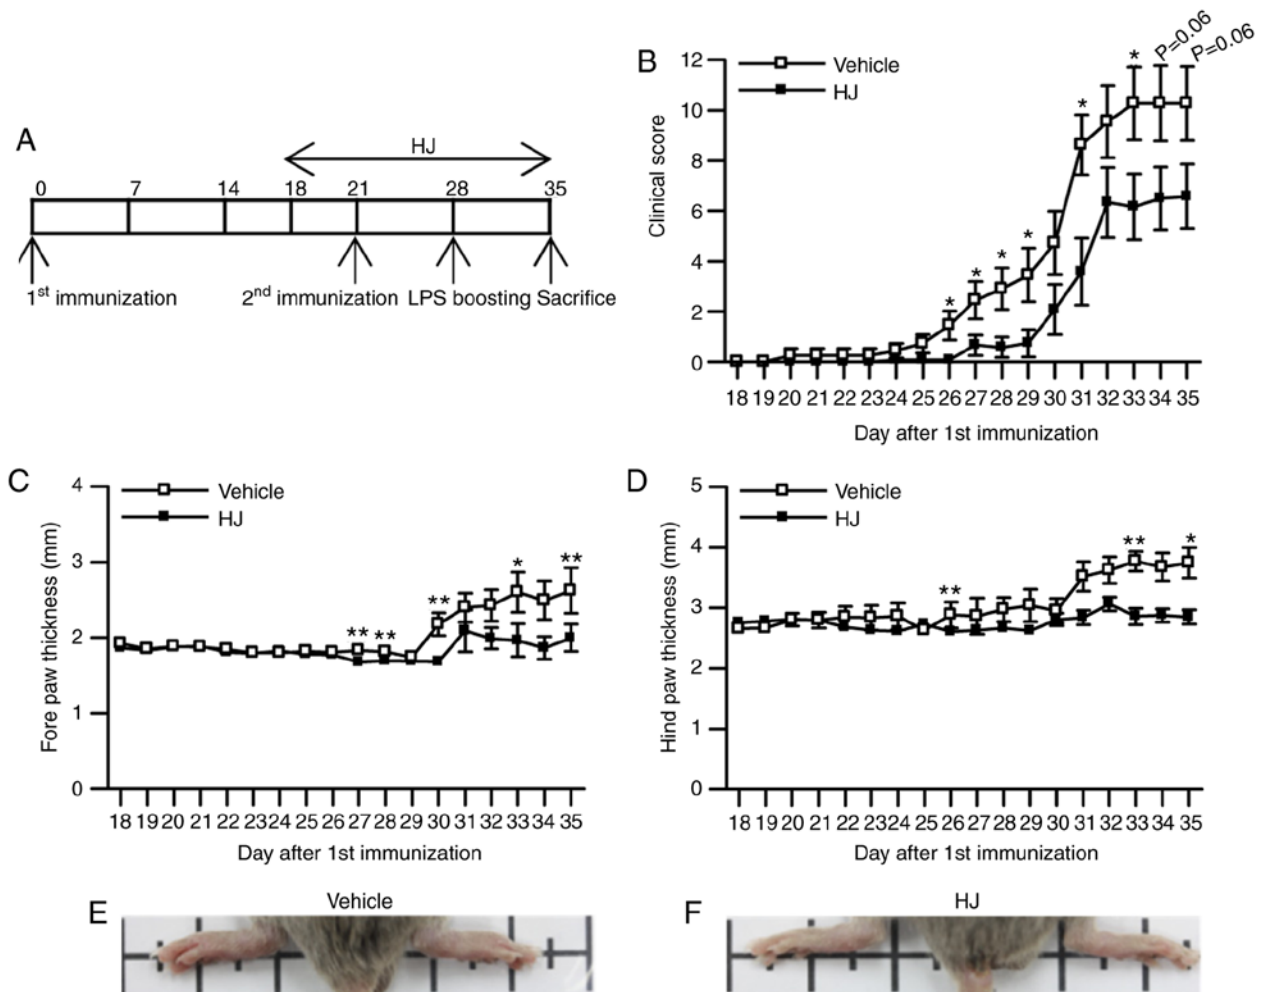 A
HJ
0 7 14 18 21 28 35
1st immunization 2nd immunization LPS boosting Sacrifice
B
Vehicle
HJ
* * * * * * P=0.06 P=0.06
Clinical score
12
10
8
6
4
2
0
18 19 20 21 22 23 24 25 26 27 28 29 30 31 32 33 34 35
Day after 1st immunization
C
Vehicle
HJ
** ** ** * **
Fore paw thickness (mm)
4
3
2
1
0
18 19 20 21 22 23 24 25 26 27 28 29 30 31 32 33 34 35
Day after 1st immunization
D
Vehicle
HJ
** ** *
Hind paw thickness (mm)
5
4
3
2
1
0
18 19 20 21 22 23 24 25 26 27 28 29 30 31 32 33 34 35
Day after 1st immunization
E
Vehicle
F
HJ